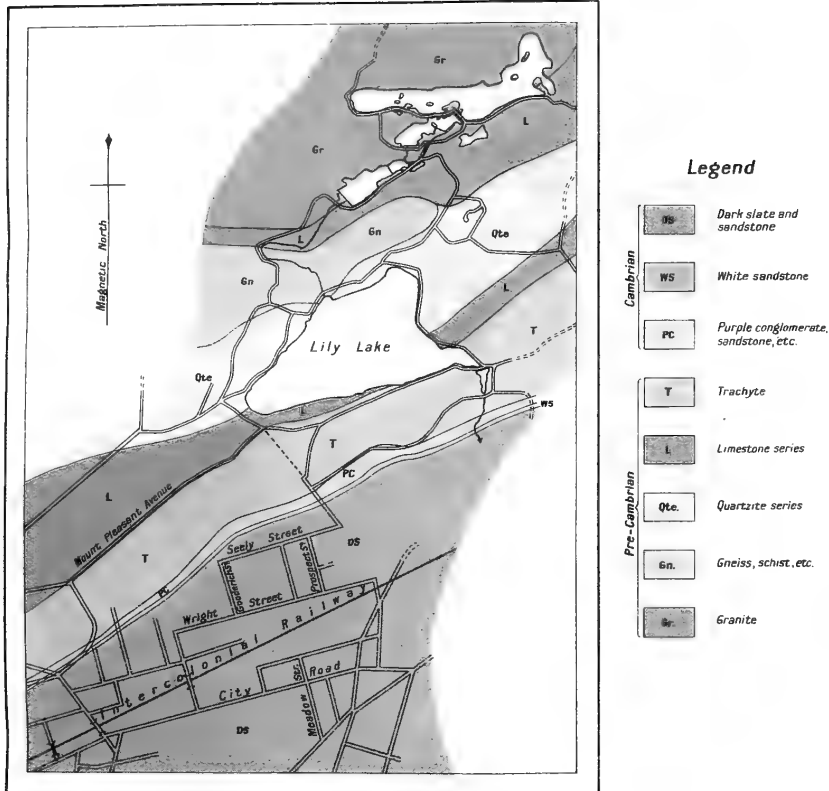 Gr
Gr
L
Magnetic North
Gn
Qte
L
Gn
L
T
Lily Lake
Qte
L
WS
T
PC
L
Mount Pleasant Avenue
T
PC
DS
Seely Street
Goodrich St
Prospect St
Wright Street
Intercolonial Railway
City Road
Meadow Str.
DS
Legend
Cambrian
DS
Dark slate and
sandstone
WS
White sandstone
PC
Purple conglomerate,
sandstone, etc.
Pre-Cambrian
T
Trachyte
L
Limestone series
Qte.
Quartzite series
Gn.
Gneiss, schist, etc.
Gr.
Granite